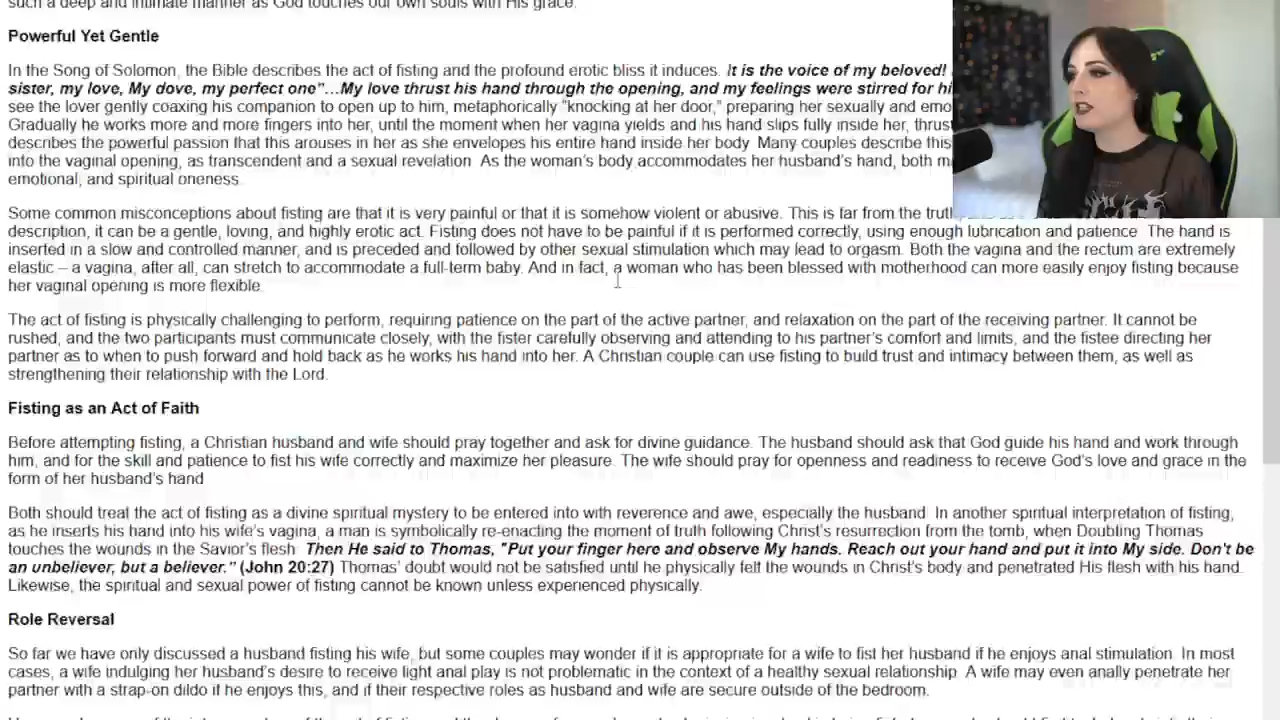 such a deep and intimate manner as God touches our own souls with His grace.
Powerful Yet Gentle
In the Song of Solomon, the Bible describes the act of fisting and the profound erotic bliss it induces. It is the voice of my beloved!
sister, my love, My dove, my perfect one"...My love thrust his hand through the opening, and my feelings were stirred for hi
see the lover gently coaxing his companion to open up to him, metaphorically "knocking at her door," preparing her sexually and emo
Gradually he works more and more fingers into her, until the moment when her vagina yields and his hand slips fully inside her, thrus
describes the powerful passion that this arouses in her as she envelopes his entire hand inside her body. Many couples describe this
into the vaginal opening, as transcendent and a sexual revelation. As the woman's body accommodates her husband's hand, both m
emotional, and spiritual oneness.
Some common misconceptions about fisting are that it is very painful or that it is somehow violent or abusive. This is far from the truth
description, it can be a gentle, loving, and highly erotic act. Fisting does not have to be painful if it is performed correctly, using enough lubrication and patience. The hand is
inserted in a slow and controlled manner, and is preceded and followed by other sexual stimulation which may lead to orgasm. Both the vagina and the rectum are extremely
elastic – a vagina, after all, can stretch to accommodate a full-term baby. And in fact, a woman who has been blessed with motherhood can more easily enjoy fisting because
her vaginal opening is more flexible.
The act of fisting is physically challenging to perform, requiring patience on the part of the active partner, and relaxation on the part of the receiving partner. It cannot be
rushed, and the two participants must communicate closely, with the fister carefully observing and attending to his partner's comfort and limits, and the fistee directing her
partner as to when to push forward and hold back as he works his hand into her. A Christian couple can use fisting to build trust and intimacy between them, as well as
strengthening their relationship with the Lord.
Fisting as an Act of Faith
Before attempting fisting, a Christian husband and wife should pray together and ask for divine guidance. The husband should ask that God guide his hand and work through
him, and for the skill and patience to fist his wife correctly and maximize her pleasure. The wife should pray for openness and readiness to receive God's love and grace in the
form of her husband's hand
Both should treat the act of fisting as a divine spiritual mystery to be entered into with reverence and awe, especially the husband. In another spiritual interpretation of fisting,
as he inserts his hand into his wife's vagina, a man is symbolically re-enacting the moment of truth following Christ's resurrection from the tomb, when Doubting Thomas
touches the wounds in the Savior's flesh. Then He said to Thomas, "Put your finger here and observe My hands. Reach out your hand and put it into My side. Don't be
an unbeliever, but a believer." (John 20:27) Thomas' doubt would not be satisfied until he physically felt the wounds in Christ's body and penetrated His flesh with his hand.
Likewise, the spiritual and sexual power of fisting cannot be known unless experienced physically.
Role Reversal
So far we have only discussed a husband fisting his wife, but some couples may wonder if it is appropriate for a wife to fist her husband if he enjoys anal stimulation. In most
cases, a wife indulging her husband's desire to receive light anal play is not problematic in the context of a healthy sexual relationship. A wife may even anally penetrate her
partner with a strap-on dildo if he enjoys this, and if their respective roles as husband and wife are secure outside of the bedroom.